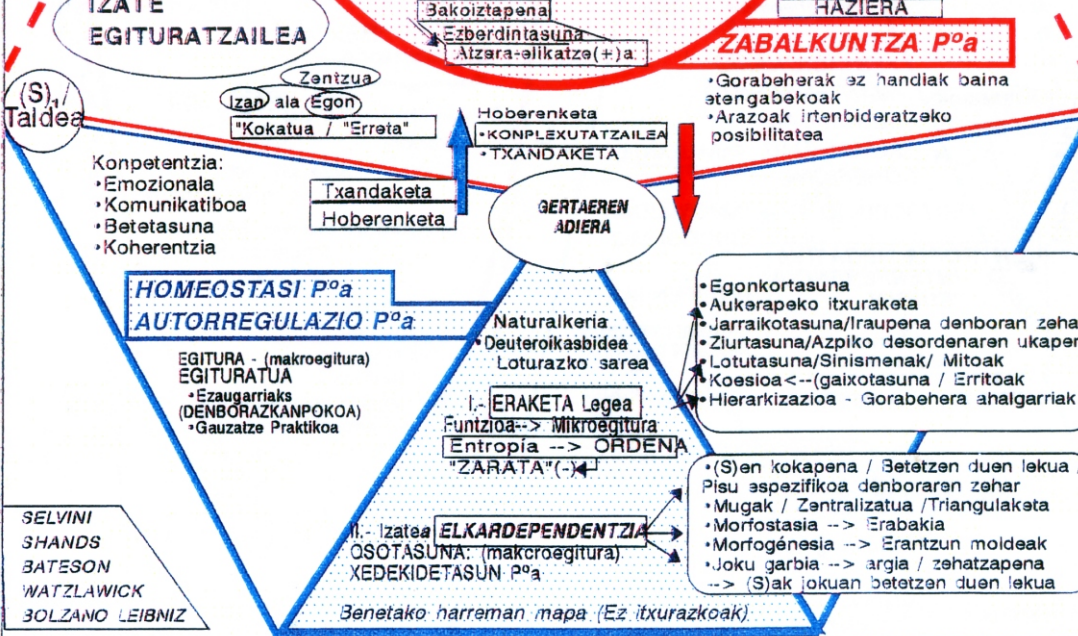 IZATE
EGITURATZAILEA
Bakoiztapena
Ezberdintasuna
Atzera-elikatze(+)a
HAZIERA
ZABALKUNTZA Pºa
•Gorabeherak ez handiak baina
etengabekoak
•Arazoak irtenbideratzeko
posibilitatea
(S)₁/
Taldea
Zentzua
Izan ala Egon
"Kokatua / "Erreta"
Hoberenketa
•KONPLEXUTATZAILEA
•TXANDAKETA
Konpetentzia:
•Emozionala
•Komunikatiboa
•Betetasuna
•Koherentzia
Txandaketa
Hoberenketa
GERTAEREN
ADIERA
HOMEOSTASI Pºa
AUTORREGULAZIO Pºa
EGITURA - (makroegitura)
EGITURATUA
•Ezaugarriaks
(DENBORAZKANPOKOA)
•Gauzatze Praktikoa
Naturalkeria
•Deuteroikasbidea
Loturazko sarea
I.- ERAKETA Legea
Funtzioa--> Mikroegitura
Entropía --> ORDENA
"ZARATA"(-)
•Egonkortasuna
•Aukerapeko itxuraketa
•Jarraikotasuna/Iraupena denboran zeha
•Ziurtasuna/Azpiko desordenaren ukapen
•Lotutasuna/Sinismenak/ Mitoak
•Koesioa<--(gaixotasuna / Erritoak
•Hierarkizazioa - Gorabehera ahalgarriak
II.- Izatea ELKARDEPENDENTZIA
OSOTASUNA: (makcroegitura)
XEDEKIDETASUN Pºa
•(S)en kokapena / Betetzen duen lekua /
Pisu espezifikoa denboraren zehar
•Mugak / Zentralizatua /Triangulaketa
•Morfostasia --> Erabakia
•Morfogénesia --> Erantzun moideak
•Joku garbia --> argia / zehatzapena
--> (S)ak jokuan betetzen duen lekua
SELVINI
SHANDS
BATESON
WATZLAWICK
BOLZANO LEIBNIZ
Benetako harreman mapa (Ez itxurazkoak)